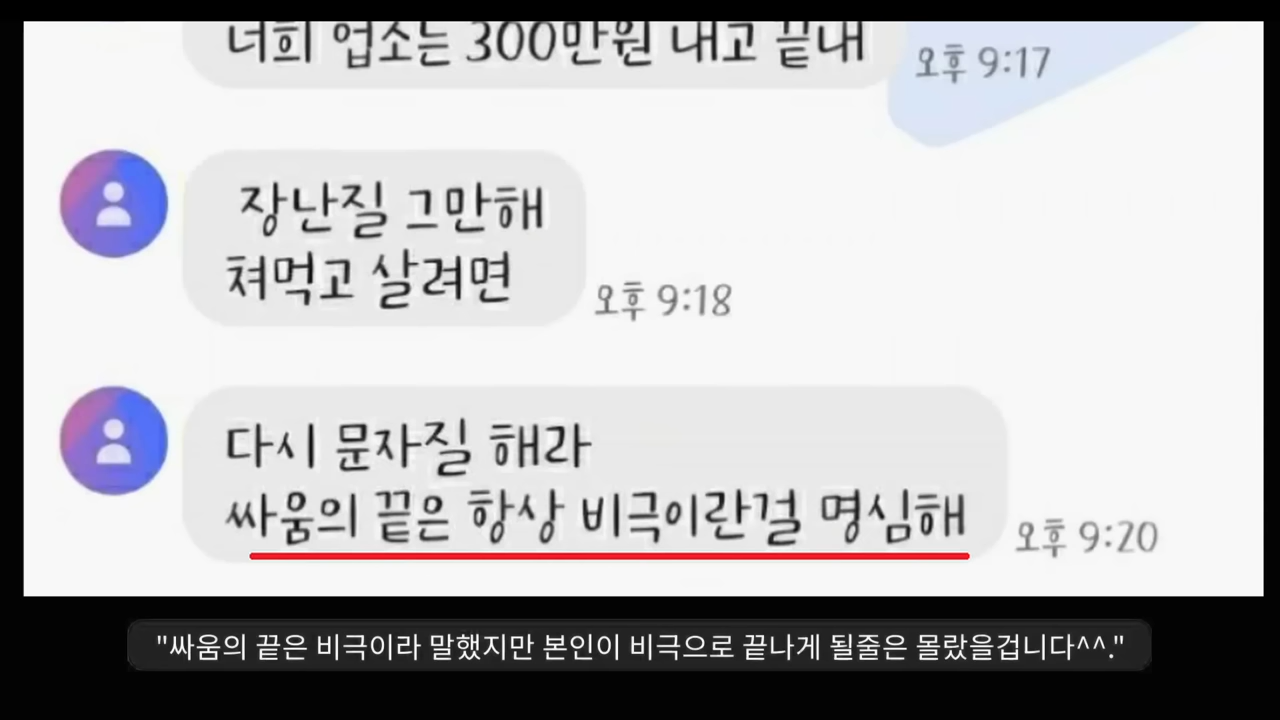 너희 업소는 300만원 내고 끝내
오후 9:17
장난질 그만해
쳐먹고 살려면
오후 9:18
다시 문자질 해라
싸움의 끝은 항상 비극이란걸 명심해
오후 9:20
"싸움의 끝은 비극이라 말했지만 본인이 비극으로 끝나게 될줄은 몰랐을겁니다^^."